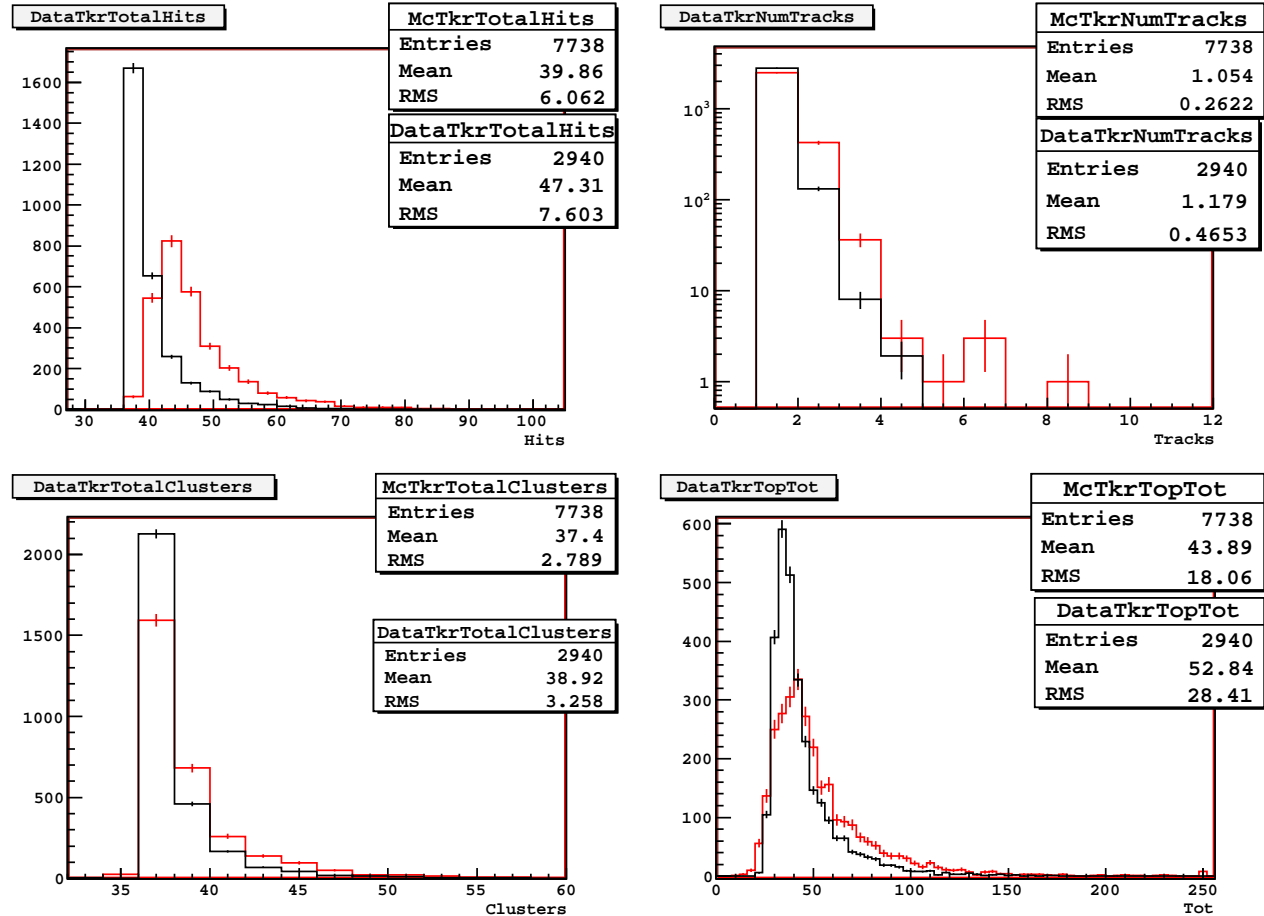 DataTkrTotalHits
McTkrTotalHits
Entries 7738
Mean 39.86
RMS 6.062
DataTkrTotalHits
Entries 2940
Mean 47.31
RMS 7.603
1600
1400
1200
1000
800
600
400
200
0
30 40 50 60 70 80 90 100
Hits
DataTkrNumTracks
McTkrNumTracks
Entries 7738
Mean 1.054
RMS 0.2622
DataTkrNumTracks
Entries 2940
Mean 1.179
RMS 0.4653
10³
10²
10
1
0 2 4 6 8 10 12
Tracks
DataTkrTotalClusters
McTkrTotalClusters
Entries 7738
Mean 37.4
RMS 2.789
DataTkrTotalClusters
Entries 2940
Mean 38.92
RMS 3.258
2000
1500
1000
500
0
35 40 45 50 55 60
Clusters
DataTkrTopTot
McTkrTopTot
Entries 7738
Mean 43.89
RMS 18.06
DataTkrTopTot
Entries 2940
Mean 52.84
RMS 28.41
600
500
400
300
200
100
0
0 50 100 150 200 250
Tot